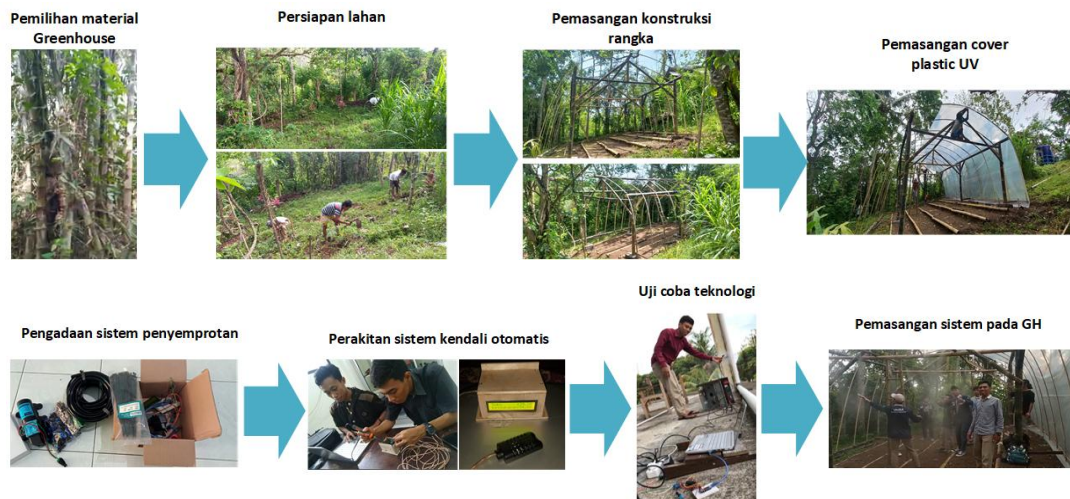 Pemilihan material
Greenhouse
Persiapan lahan
Pemasangan konstruksi
rangka
Pemasangan cover
plastic UV
Pengadaan sistem penyemprotan
Perakitan sistem kendali otomatis
Uji coba teknologi
Pemasangan sistem pada GH